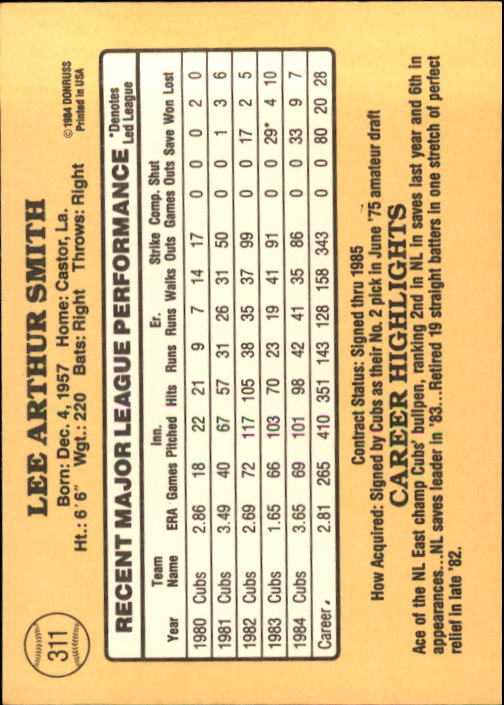 311
LEE ARTHUR SMITH
Born: Dec. 4, 1957 Home: Castor, La.
Ht.: 6'6" Wgt.: 220 Bats: Right Throws: Right
© 1984 DONRUSS
Printed in USA
RECENT MAJOR LEAGUE PERFORMANCE
*Denotes
Led League
Team Inn. Er. Strike Comp. Shut
Year Name ERA Games Pitched Hits Runs Runs Walks Outs Games Outs Save Won Lost
1980 Cubs 2.86 18 22 21 9 7 14 17 0 0 0 2 0
1981 Cubs 3.49 40 67 57 31 26 31 50 0 0 1 3 6
1982 Cubs 2.69 72 117 105 38 35 37 99 0 0 17 2 5
1983 Cubs 1.65 66 103 70 23 19 41 91 0 0 29* 4 10
1984 Cubs 3.65 69 101 98 42 41 35 86 0 0 33 9 7
Career 2.81 265 410 351 143 128 158 343 0 0 80 20 28
Contract Status: Signed thru 1985
How Acquired: Signed by Cubs as their No. 2 pick in June '75 amateur draft
CAREER HIGHLIGHTS
Ace of the NL East champ Cubs' bullpen, ranking 2nd in NL in saves last year and 6th in
appearances...NL saves leader in '83...Retired 19 straight batters in one stretch of perfect
relief in late '82.